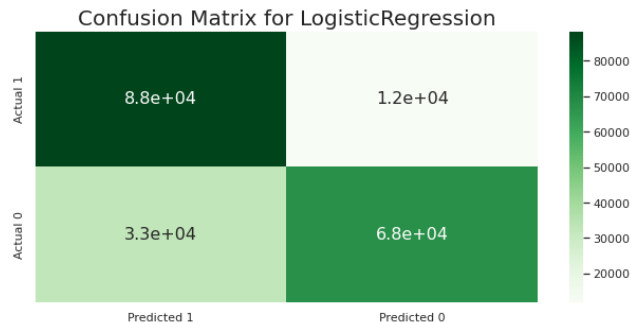 Confusion Matrix for LogisticRegression
Actual 1
8.8e+04
1.2e+04
Actual 0
3.3e+04
6.8e+04
Predicted 1
Predicted 0
80000
70000
60000
50000
40000
30000
20000